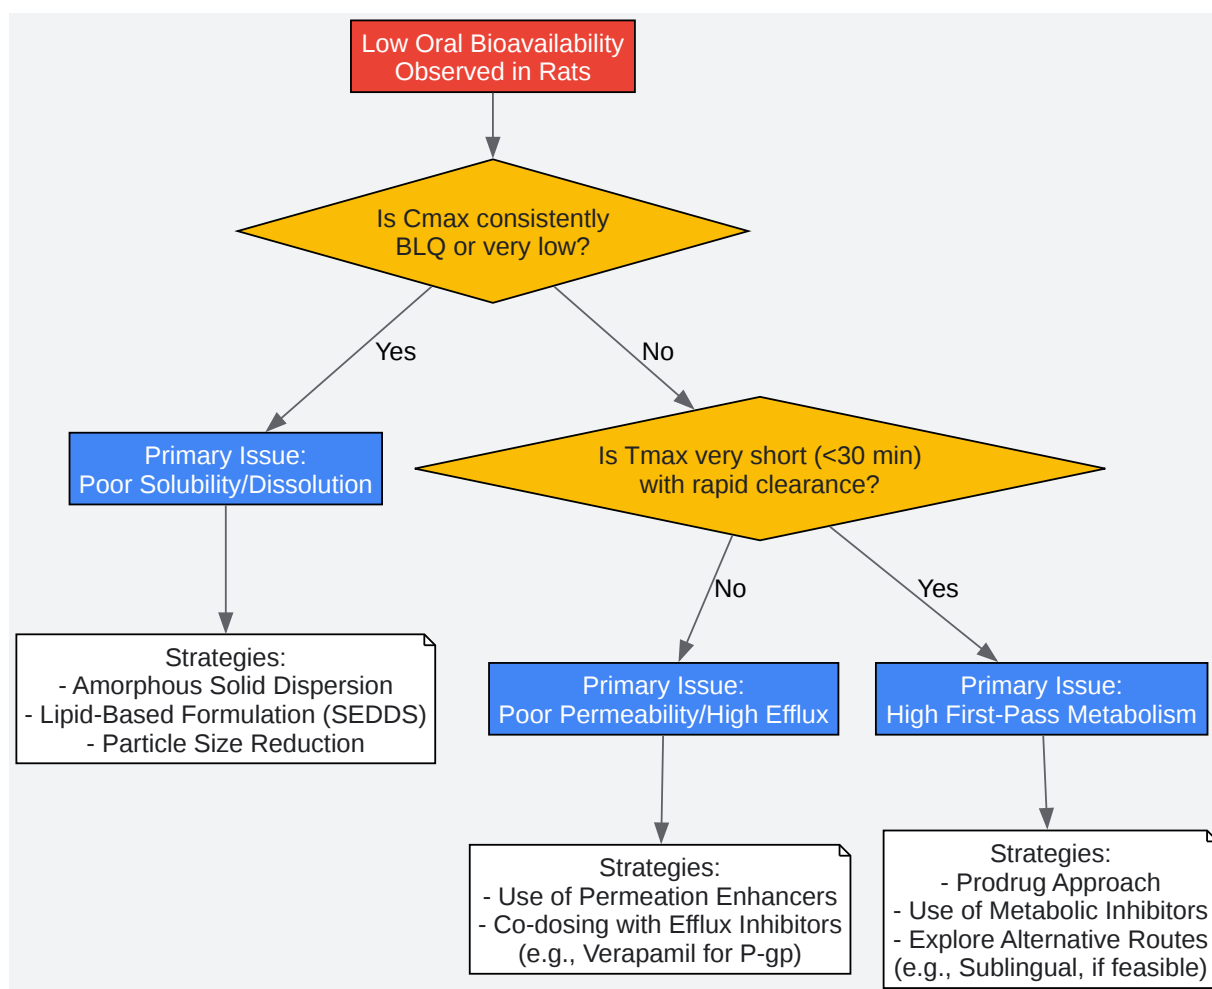 Low Oral Bioavailability
Observed in Rats
Is Cmax consistently
BLQ or very low?
Yes
No
Primary Issue:
Poor Solubility/Dissolution
Is Tmax very short (<30 min)
with rapid clearance?
No
Yes
Strategies:
- Amorphous Solid Dispersion
- Lipid-Based Formulation (SEDDS)
- Particle Size Reduction
Primary Issue:
Poor Permeability/High Efflux
Primary Issue:
High First-Pass Metabolism
Strategies:
- Use of Permeation Enhancers
- Co-dosing with Efflux Inhibitors
(e.g., Verapamil for P-gp)
Strategies:
- Prodrug Approach
- Use of Metabolic Inhibitors
- Explore Alternative Routes
(e.g., Sublingual, if feasible)